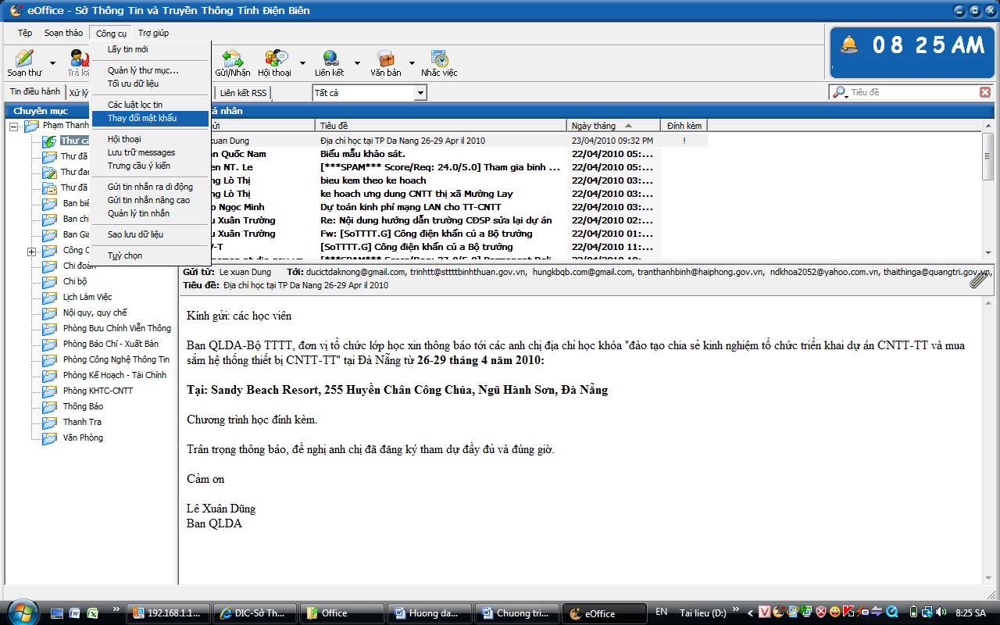 eOffice - Sở Thông Tin và Truyền Thông Tỉnh Điện Biên
Tệp Soạn thảo Công cụ Trợ giúp
08 25 AM
Soạn thư Trả lời Gửi/Nhận Hội thoại Liên kết Văn bản Nhắc việc
Tin điều hành Xử lý Liên kết RSS Tất cả Tiêu đề
Lấy tin mới
Quản lý thư mục...
Tối ưu dữ liệu
Các luật lọc tin
Thay đổi mật khẩu
Hội thoại
Lưu trữ messages
Trưng cầu ý kiến
Gửi tin nhắn ra di động
Gửi tin nhắn nâng cao
Quản lý tin nhắn
Sao lưu dữ liệu
Tuỳ chọn
Chuyên mục
Phạm Thanh
Thư cá
Thư đã
Thư đan
Thư đã
Ban biê
Ban chỉ
Ban Giá
Công C
Chi đoàn
Chi bộ
Lịch Làm Việc
Nội quy, quy chế
Phòng Bưu Chính Viễn Thông
Phòng Báo Chí - Xuất Bản
Phòng Công Nghệ Thông Tin
Phòng Kế Hoạch - Tài Chính
Phòng KHTC-CNTT
Thông Báo
Thanh Tra
Văn Phòng
á nhân
ửi Tiêu đề Ngày tháng Đính kèm
xuan Dung Địa chỉ học tại TP Da Nang 26-29 Apr il 2010 23/04/2010 09:32 PM !
n Quốc Nam Biểu mẫu khảo sát. 22/04/2010 05:...
en NT. Le [***SPAM*** Score/Req: 24.0/5.0] Tham gia binh ... 22/04/2010 05:...
ng Lò Thị bieu kem theo ke hoach 22/04/2010 03:...
ng Lò Thị ke hoach ưng dung CNTT thị xã Mường Lay 22/04/2010 03:...
o Ngọc Minh Dự toán kinh phí mạng LAN cho TT-CNTT 22/04/2010 03:...
u Xuân Trường Re: Nội dung hướng dẫn trường CĐSP sửa lại dự án 22/04/2010 02:...
u Xuân Trường Fw: [SoTTTT.G] Công điện khẩn củ a Bộ trưởng 22/04/2010 01:...
/-T [SoTTTT.G] Công điện khẩn củ a Bộ trưởng 22/04/2010 11:...
Gửi từ: Le xuan Dung Tới: ducictdaknong@gmail.com, trinhtt@sttttbinhthuan.gov.vn, hungkbqb.com@gmail.com, tranthanhbinh@haiphong.gov.vn, ndkhoa2052@yahoo.com.vn, thaithinga@quangtri.gov.vn,
Tiêu đề: Địa chỉ học tại TP Da Nang 26-29 Apr il 2010
Kính gửi: các học viên
Ban QLDA-Bộ TTTT, đơn vị tổ chức lớp học xin thông báo tới các anh chị địa chỉ học khóa "đào tạo chia sẻ kinh nghiệm tổ chức triển khai dự án CNTT-TT và mua
sắm hệ thống thiết bị CNTT-TT" tại Đà Nẵng từ 26-29 tháng 4 năm 2010:
Tại: Sandy Beach Resort, 255 Huyền Chân Công Chúa, Ngũ Hành Sơn, Đà Nẵng
Chương trình học đính kèm.
Trân trọng thông báo, đề nghị anh chị đã đăng ký tham dự đầy đủ và đúng giờ.
Cảm ơn
Lê Xuân Dũng
Ban QLDA
192.168.1.1... DIC-Sở Th... Office Huong da... Chuong tri... eOffice EN Tai lieu (D:) 8:25 SA